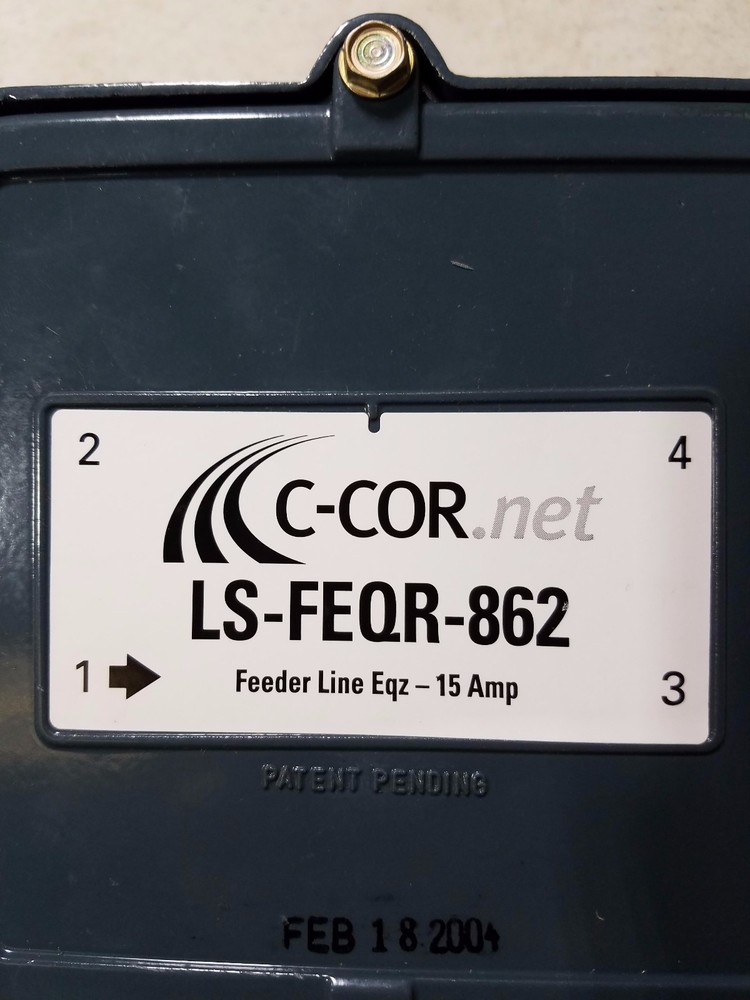 2
4
C-COR.net
LS-FEQR-862
1
Feeder Line Eqz – 15 Amp
3
PATENT PENDING
FEB 18 2004